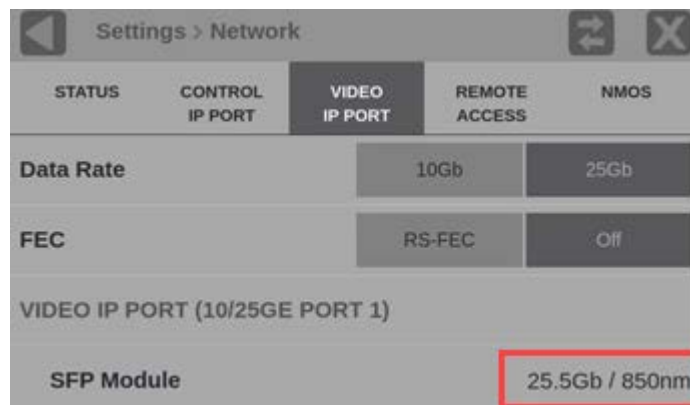 Settings > Network
STATUS CONTROL IP PORT VIDEO IP PORT REMOTE ACCESS NMOS
Data Rate 10Gb 25Gb
FEC RS-FEC Off
VIDEO IP PORT (10/25GE PORT 1)
SFP Module 25.5Gb / 850nm